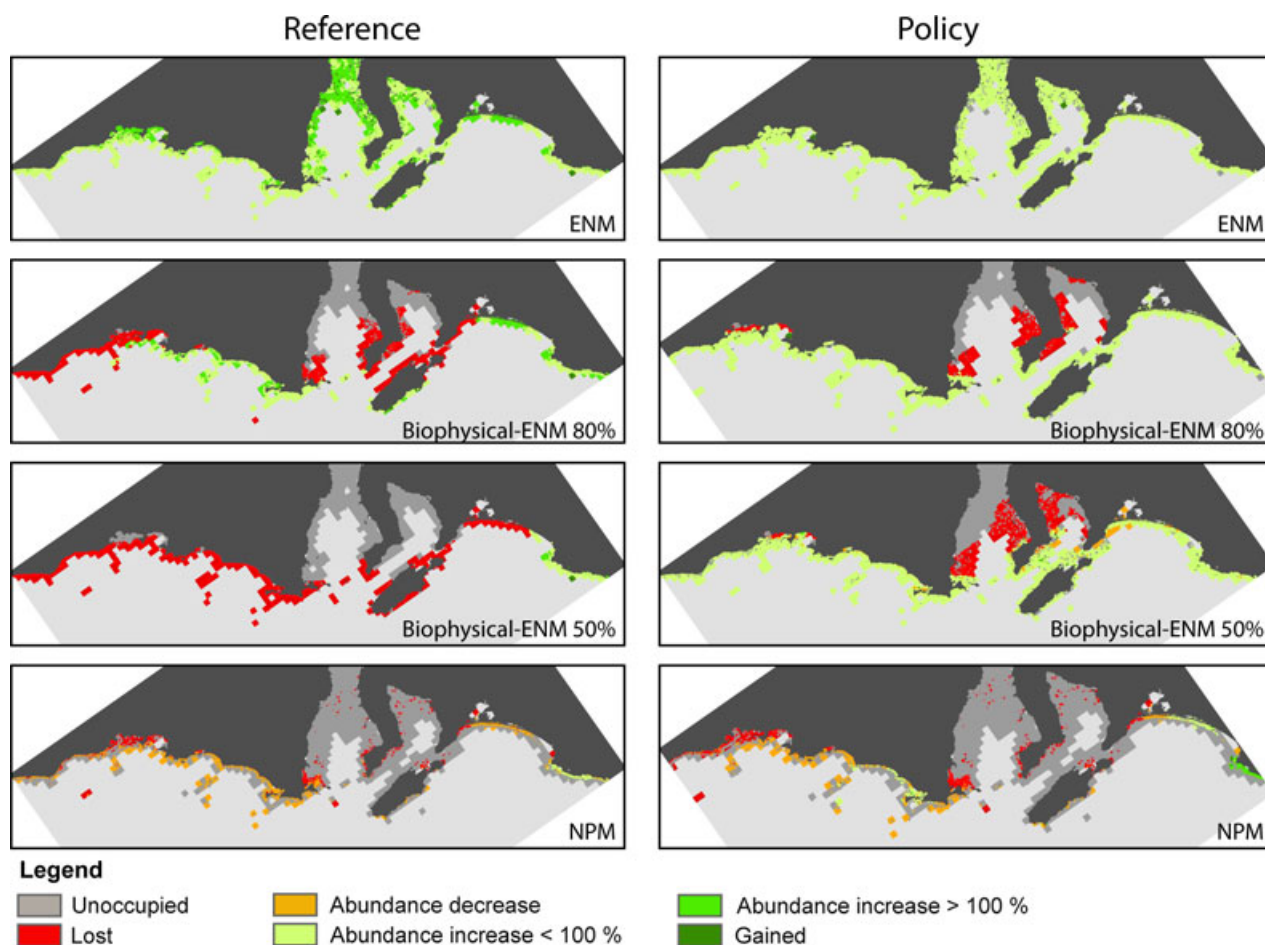 Reference
Policy
ENM
ENM
Biophysical-ENM 80%
Biophysical-ENM 80%
Biophysical-ENM 50%
Biophysical-ENM 50%
NPM
NPM
Legend
Unoccupied
Abundance decrease
Abundance increase > 100 %
Lost
Abundance increase < 100 %
Gained